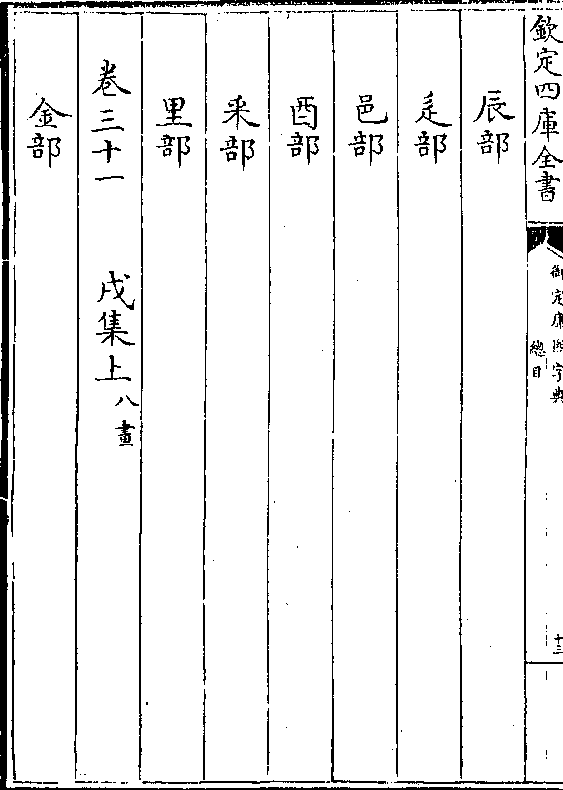 欽定四庫全書
御定康熙字典
總目
十三
辰部
辵部
邑部
酉部
釆部
里部
卷三十一 戌集上八畫
金部